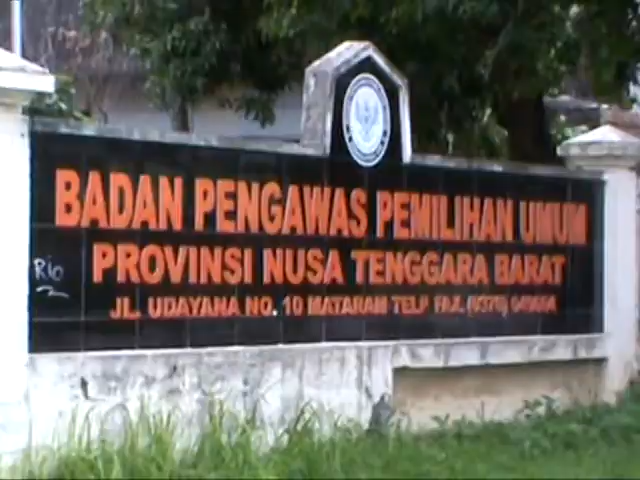 BADAN PENGAWAS PEMILIHAN UMUM
PROVINSI NUSA TENGGARA BARAT
JL. UDAYANA NO. 10 MATARAM TELP FAX.
Rio